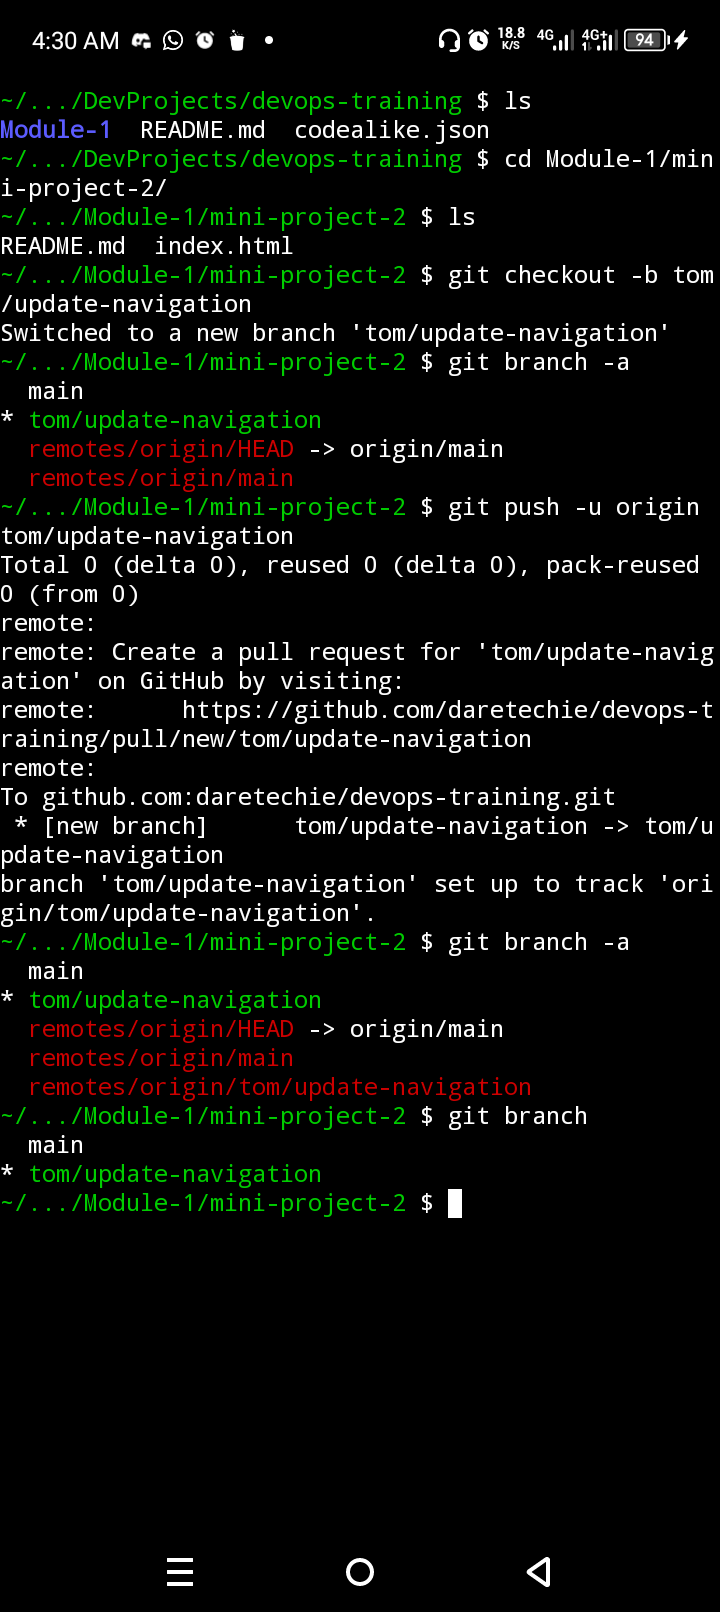 4:30 AM 18.8 K/S 4G 4G+ 94
~/.../DevProjects/devops-training $ ls
Module-1  README.md  codealike.json
~/.../DevProjects/devops-training $ cd Module-1/min
i-project-2/
~/.../Module-1/mini-project-2 $ ls
README.md  index.html
~/.../Module-1/mini-project-2 $ git checkout -b tom
/update-navigation
Switched to a new branch 'tom/update-navigation'
~/.../Module-1/mini-project-2 $ git branch -a
  main
* tom/update-navigation
  remotes/origin/HEAD -> origin/main
  remotes/origin/main
~/.../Module-1/mini-project-2 $ git push -u origin
tom/update-navigation
Total 0 (delta 0), reused 0 (delta 0), pack-reused
0 (from 0)
remote:
remote: Create a pull request for 'tom/update-navig
ation' on GitHub by visiting:
remote:      https://github.com/daretechie/devops-t
raining/pull/new/tom/update-navigation
remote:
To github.com:daretechie/devops-training.git
 * [new branch]      tom/update-navigation -> tom/u
pdate-navigation
branch 'tom/update-navigation' set up to track 'ori
gin/tom/update-navigation'.
~/.../Module-1/mini-project-2 $ git branch -a
  main
* tom/update-navigation
  remotes/origin/HEAD -> origin/main
  remotes/origin/main
  remotes/origin/tom/update-navigation
~/.../Module-1/mini-project-2 $ git branch
  main
* tom/update-navigation
~/.../Module-1/mini-project-2 $